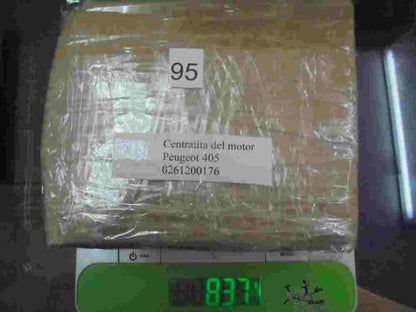 95
Centralita del motor
Peugeot 405
0261200176
837